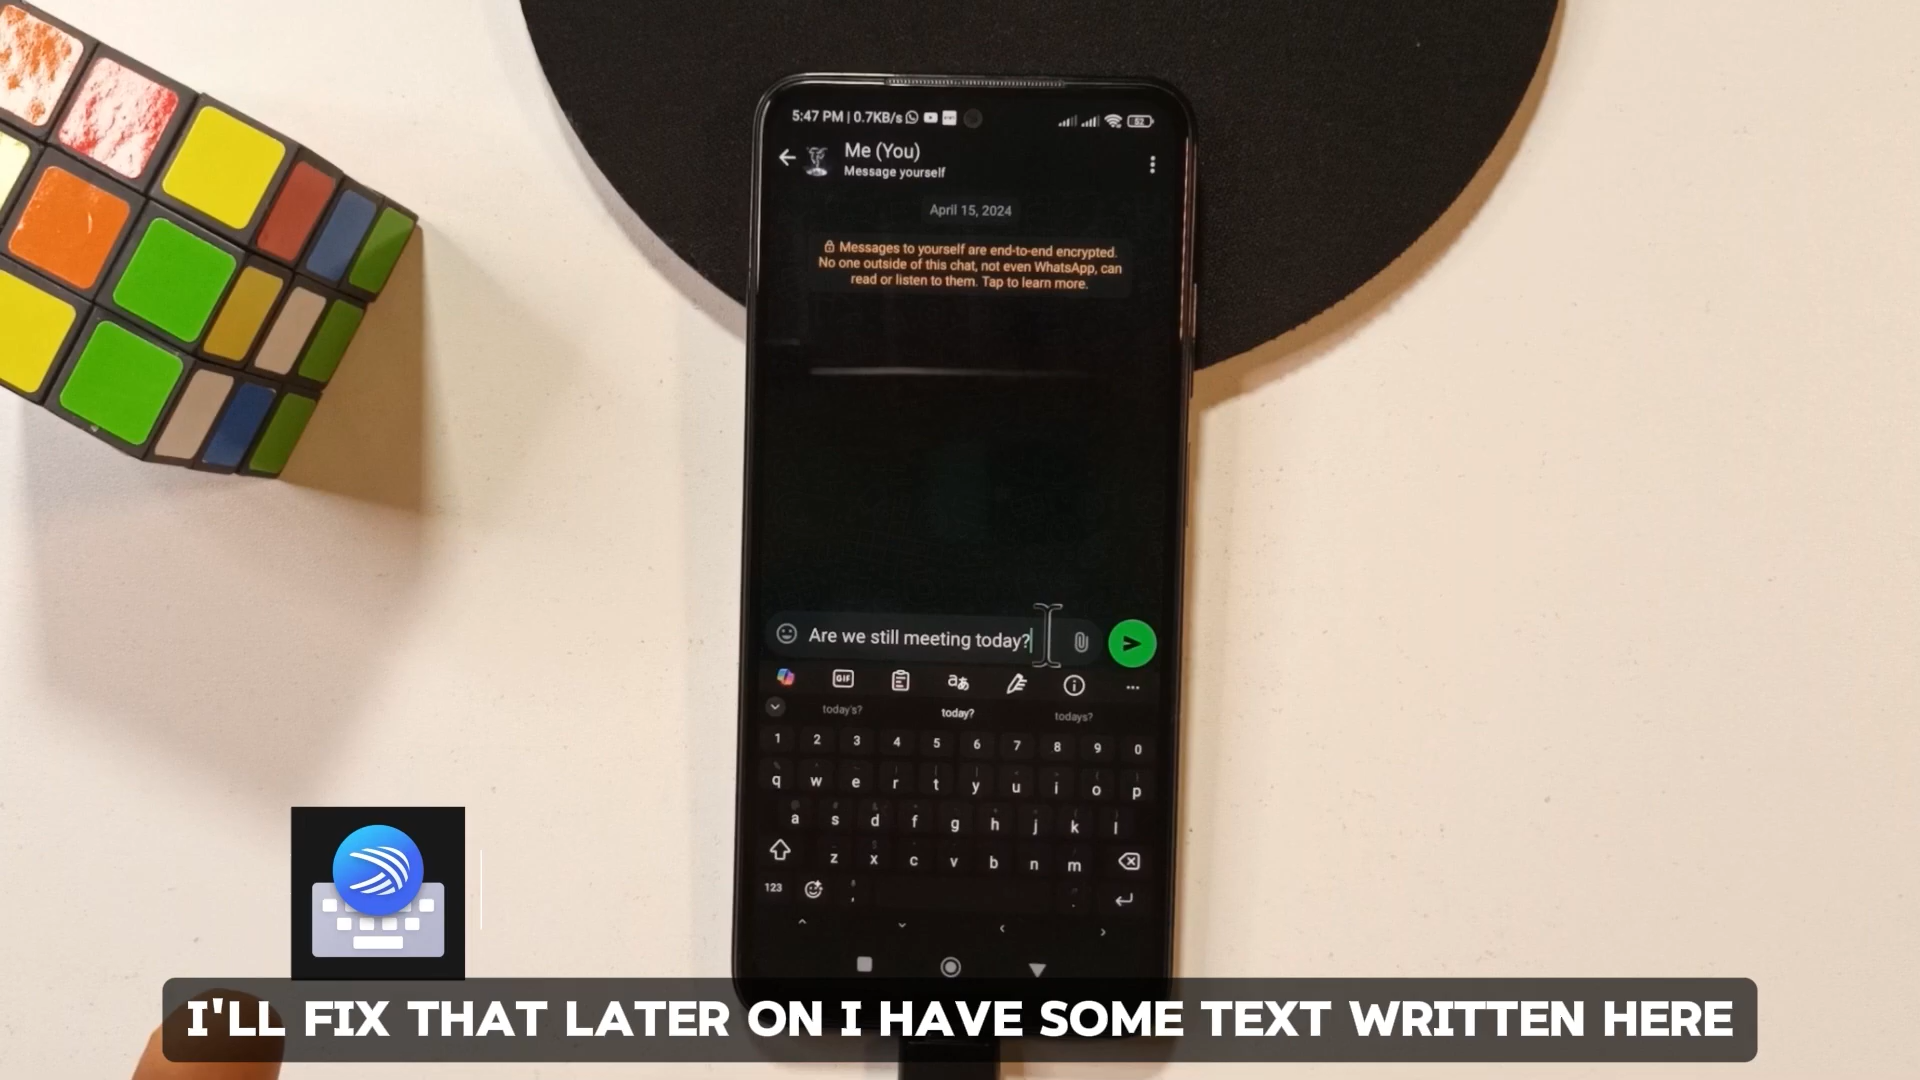 5:47 PM | 0.7KB/s
52
Me (You)
Message yourself
April 15, 2024
Messages to yourself are end-to-end encrypted.
No one outside of this chat, not even WhatsApp, can
read or listen to them. Tap to learn more.
Are we still meeting today?
GIF
today's? today? todays?
1 2 3 4 5 6 7 8 9 0
q w e r t y u i o p
a s d f g h j k l
z x c v b n m
123 , .
I'LL FIX THAT LATER ON I HAVE SOME TEXT WRITTEN HERE